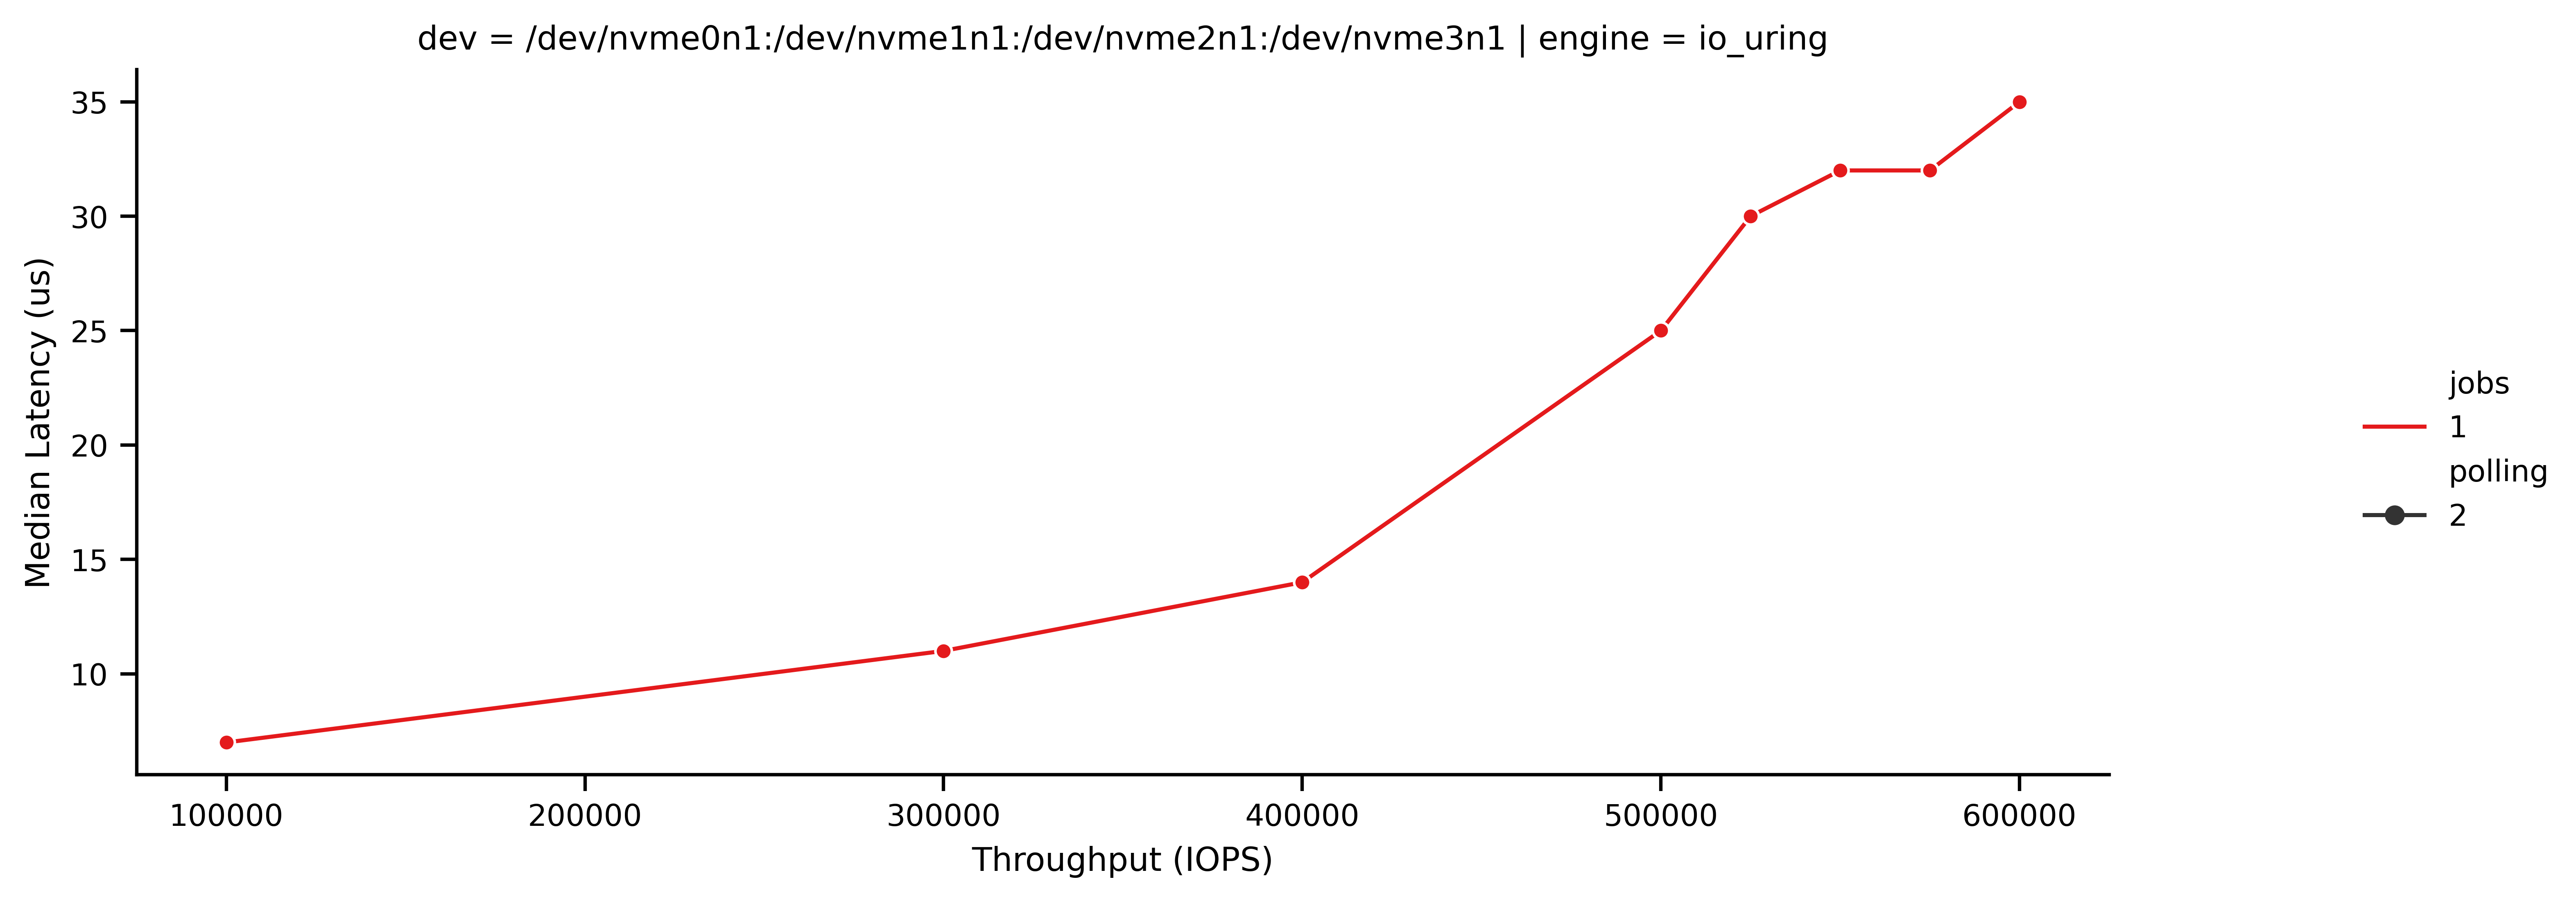 dev = /dev/nvme0n1:/dev/nvme1n1:/dev/nvme2n1:/dev/nvme3n1 | engine = io_uring
Median Latency (us)
35
30
25
20
15
10
100000 200000 300000 400000 500000 600000
Throughput (IOPS)
jobs
1
polling
2